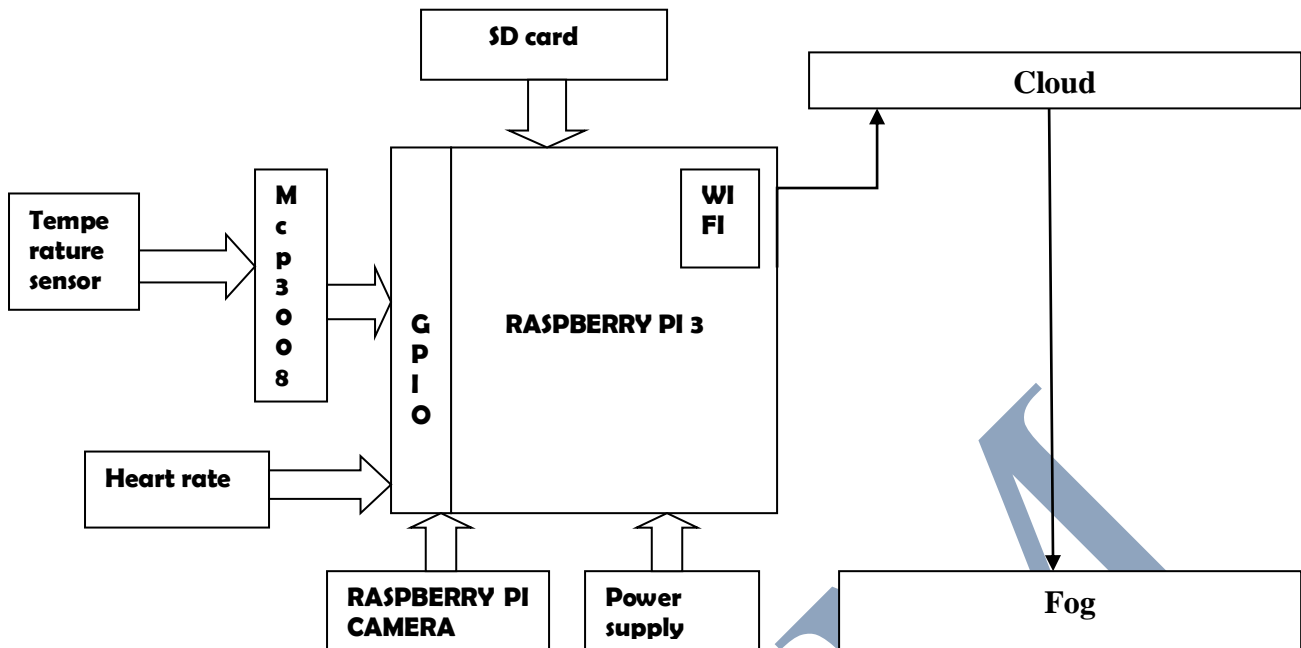 SD card
Cloud
Tempe
rature
sensor
M
c
p
3
0
0
8
WI
FI
G
P
I
O
RASPBERRY PI 3
Heart rate
RASPBERRY PI
CAMERA
Power
supply
Fog